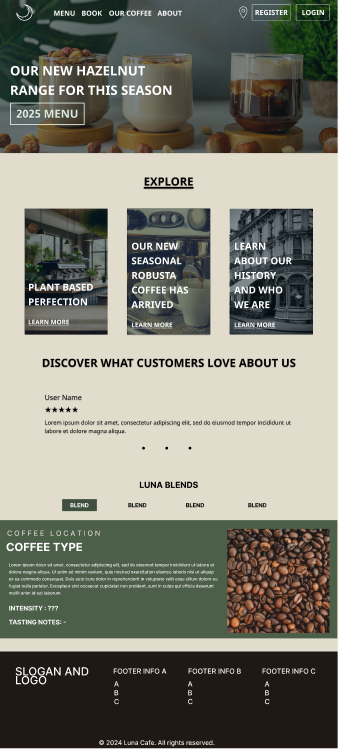 MENU BOOK OUR COFFEE ABOUT REGISTER LOGIN
OUR NEW HAZELNUT
RANGE FOR THIS SEASON
2025 MENU
EXPLORE
PLANT BASED
PERFECTION
LEARN MORE
OUR NEW
SEASONAL
ROBUSTA
COFFEE HAS
ARRIVED
LEARN MORE
LEARN
ABOUT OUR
HISTORY
AND WHO
WE ARE
LEARN MORE
DISCOVER WHAT CUSTOMERS LOVE ABOUT US
User Name
★★★★★
Lorem ipsum dolor sit amet, consectetur adipiscing elit, sed do eiusmod tempor incididunt ut
labore et dolore magna aliqua.
LUNA BLENDS
BLEND BLEND BLEND BLEND
COFFEE LOCATION
COFFEE TYPE
Lorem ipsum dolor sit amet, consectetur adipiscing elit, sed do eiusmod tempor incididunt ut labore et
dolore magna aliqua. Ut enim ad minim veniam, quis nostrud exercitation ullamco laboris nisi ut aliquip
ex ea commodo consequat. Duis aute irure dolor in reprehenderit in voluptate velit esse cillum dolore eu
fugiat nulla pariatur. Excepteur sint occaecat cupidatat non proident, sunt in culpa qui officia deserunt
mollit anim id est laborum
INTENSITY : ???
TASTING NOTES: -
SLOGAN AND
LOGO
FOOTER INFO A
A
B
C
FOOTER INFO B
A
B
C
FOOTER INFO C
A
B
C
© 2024 Luna Cafe. All rights reserved.